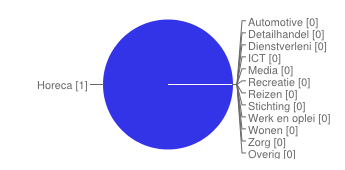 Horeca [1]
Automotive [0]
Detailhandel [0]
Dienstverleni [0]
ICT [0]
Media [0]
Recreatie [0]
Reizen [0]
Stichting [0]
Werk en oplei [0]
Wonen [0]
Zorg [0]
Overig [0]